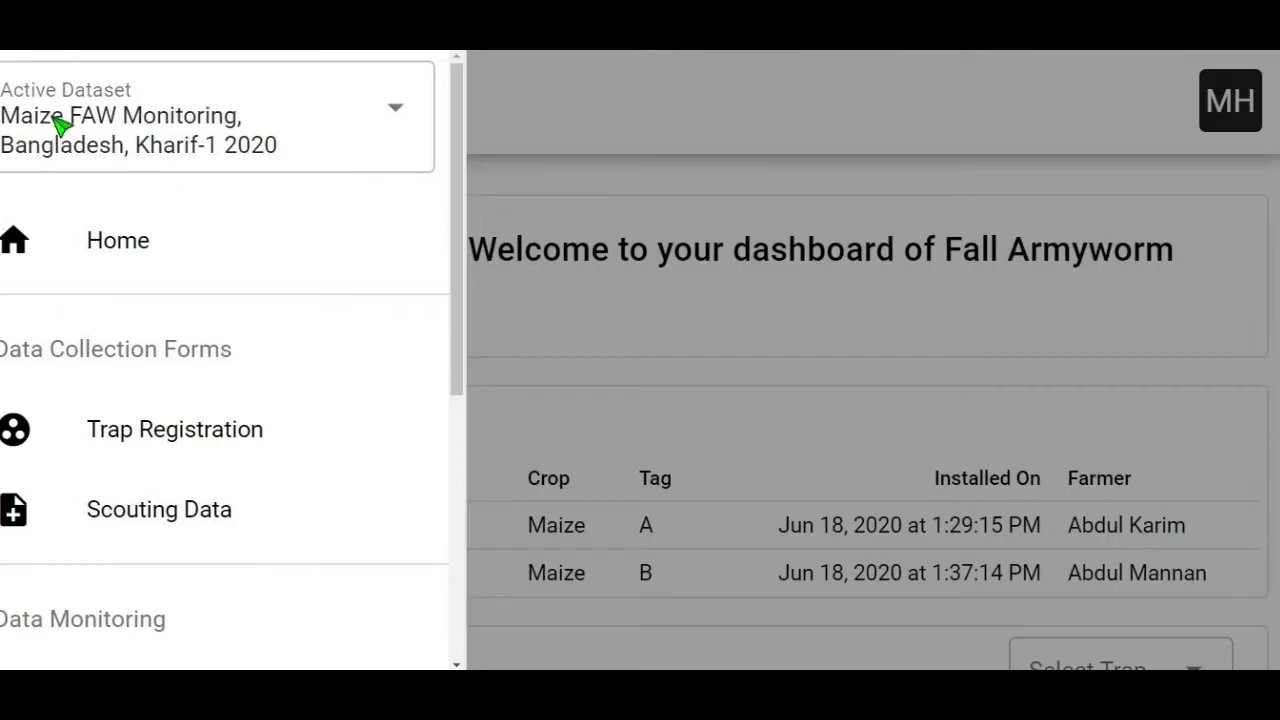 Active Dataset
Maize FAW Monitoring,
Bangladesh, Kharif-1 2020
Home
Data Collection Forms
Trap Registration
Scouting Data
Data Monitoring
MH
Welcome to your dashboard of Fall Armyworm
Crop Tag Installed On Farmer
Maize A Jun 18, 2020 at 1:29:15 PM Abdul Karim
Maize B Jun 18, 2020 at 1:37:14 PM Abdul Mannan
Select Trap